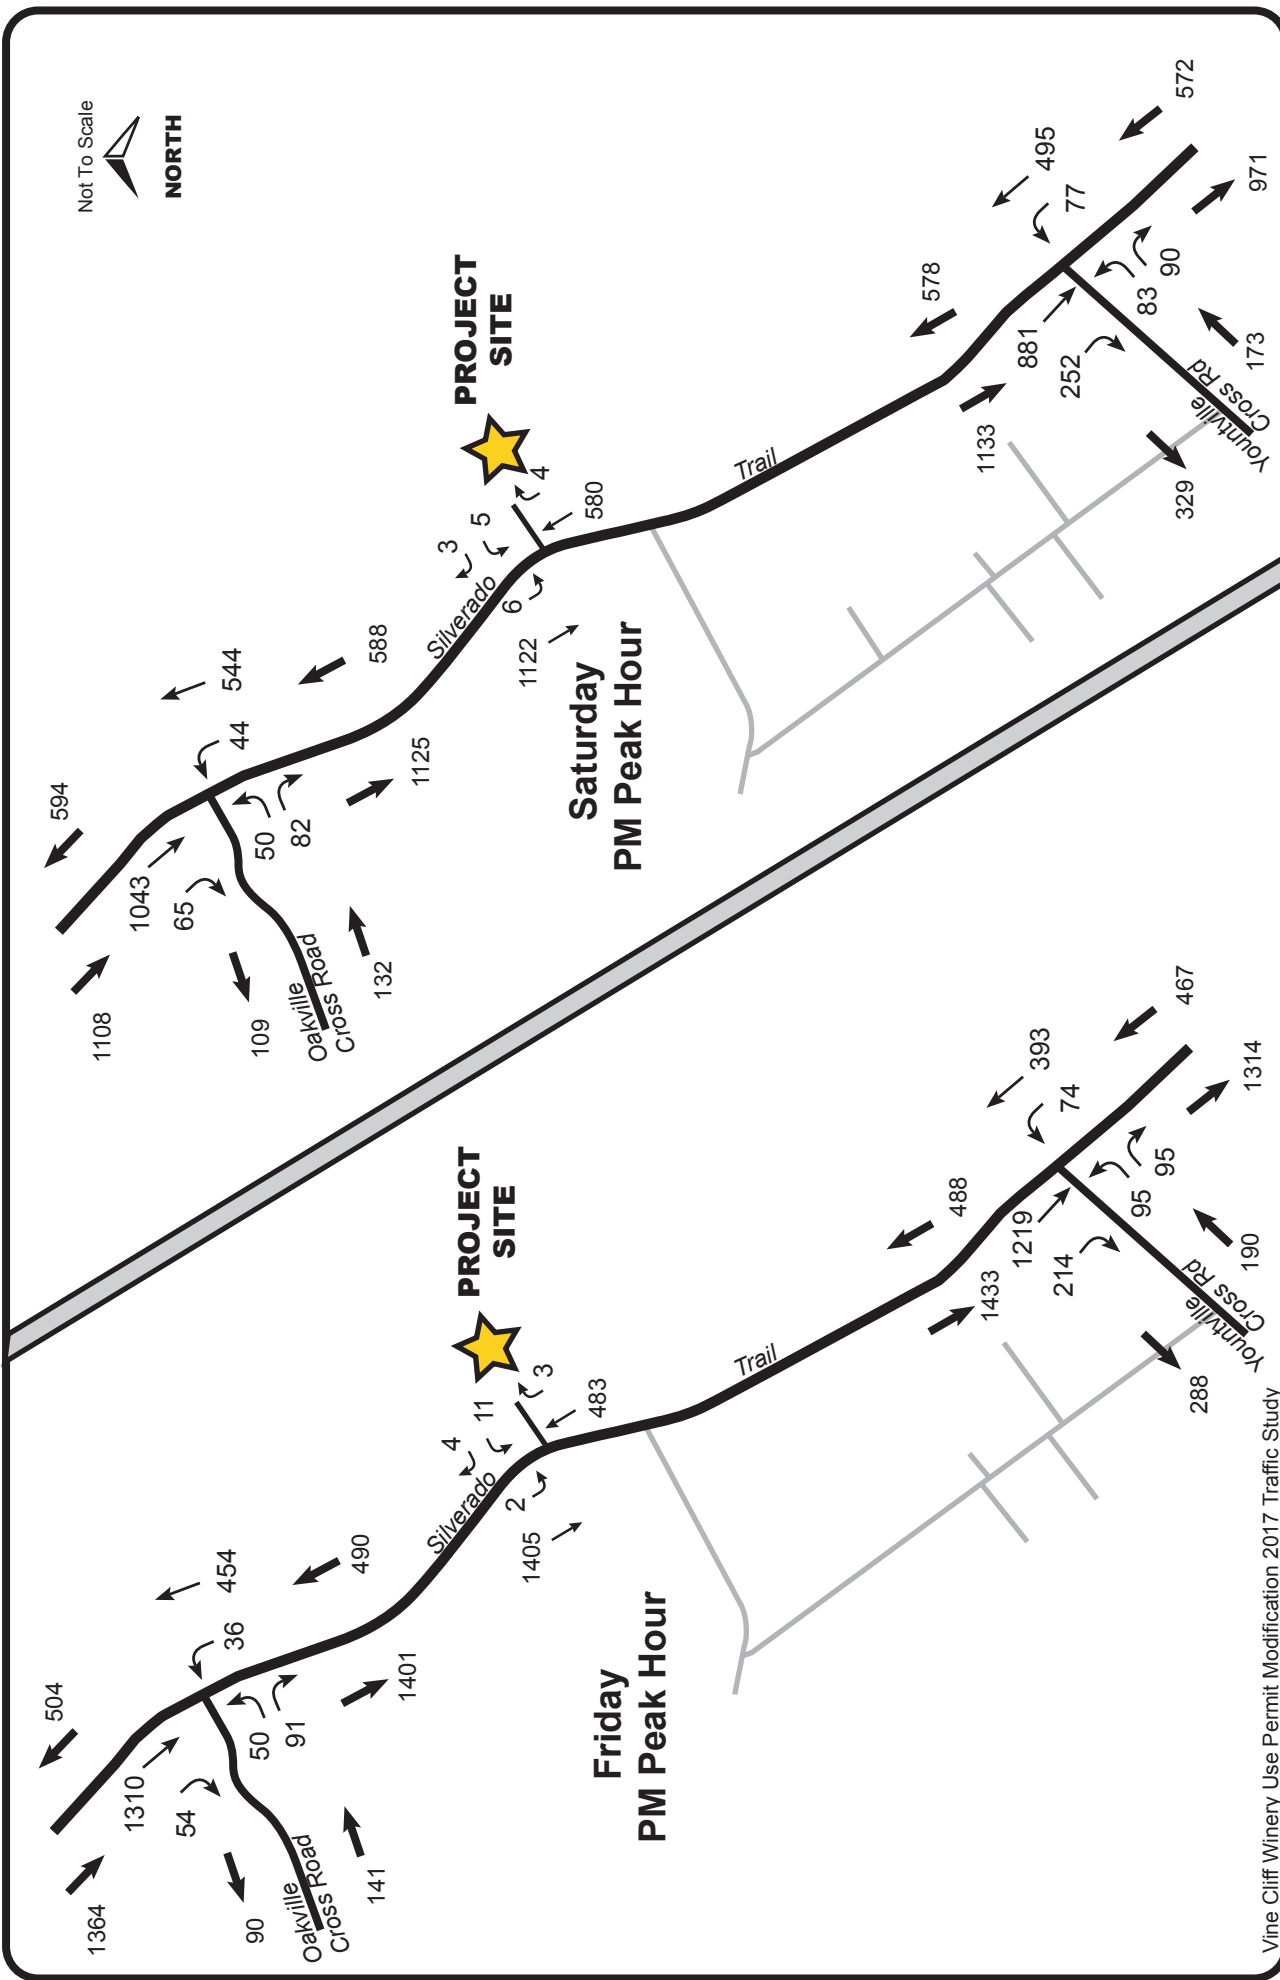 Not To Scale
NORTH
594
1108
1043
65
109
Oakville
Cross Road
132
50
82
44
544
588
1125
Silverado
3
5
4
6
580
1122
PROJECT
SITE
Saturday
PM Peak Hour
Trail
578
1133
881
252
495
77
572
971
83
90
173
329
Yountville
Cross Rd
504
1364
1310
54
90
Oakville
Cross Road
141
50
91
36
454
490
1401
Silverado
4
11
3
2
483
1405
PROJECT
SITE
Friday
PM Peak Hour
Trail
488
1433
1219
214
393
74
467
1314
95
95
190
288
Yountville
Cross Rd
Vine Cliff Winery Use Permit Modification 2017 Traffic Study